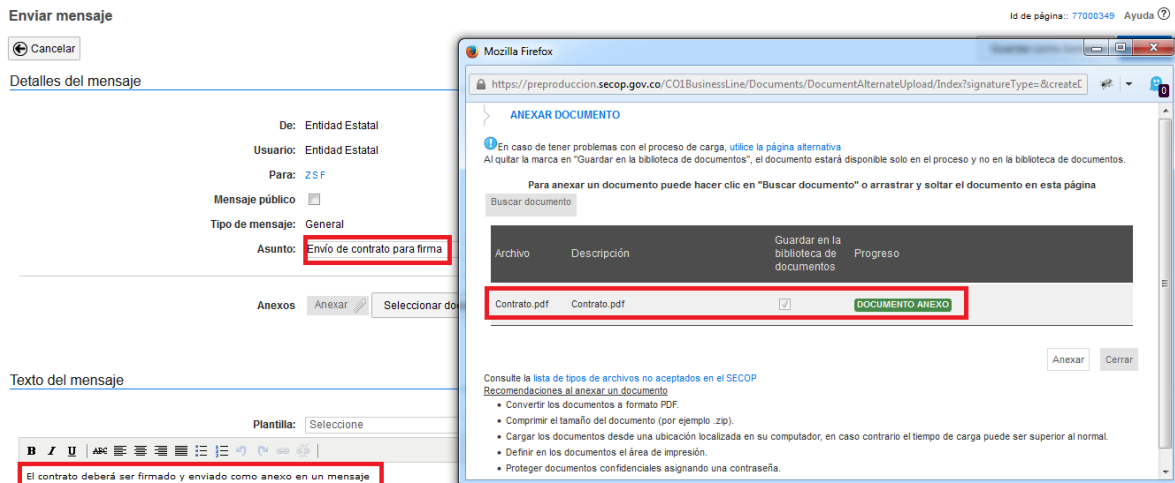 Enviar mensaje
Id de página:: 77000349 Ayuda
Cancelar
Detalles del mensaje
De: Entidad Estatal
Usuario: Entidad Estatal
Para: Z S F
Mensaje público
Tipo de mensaje: General
Asunto: Envío de contrato para firma
Anexos Anexar Seleccionar do
Texto del mensaje
Plantilla: Seleccione
B I U ABC
El contrato deberá ser firmado y enviado como anexo en un mensaje
Mozilla Firefox
https://preproduccion.secop.gov.co/CO1BusinessLine/Documents/DocumentAlternateUpload/Index?signatureType=&createD
0
ANEXAR DOCUMENTO
En caso de tener problemas con el proceso de carga, utilice la página alternativa
Al quitar la marca en "Guardar en la biblioteca de documentos", el documento estará disponible solo en el proceso y no en la biblioteca de documentos.
Para anexar un documento puede hacer clic en "Buscar documento" o arrastrar y soltar el documento en esta página
Buscar documento
Archivo Descripción Guardar en la biblioteca de documentos Progreso
Contrato.pdf Contrato.pdf DOCUMENTO ANEXO
Anexar Cerrar
Consulte la lista de tipos de archivos no aceptados en el SECOP
Recomendaciones al anexar un documento
• Convertir los documentos a formato PDF.
• Comprimir el tamaño del documento (por ejemplo .zip).
• Cargar los documentos desde una ubicación localizada en su computador, en caso contrario el tiempo de carga puede ser superior al normal.
• Definir en los documentos el área de impresión.
• Proteger documentos confidenciales asignando una contraseña.